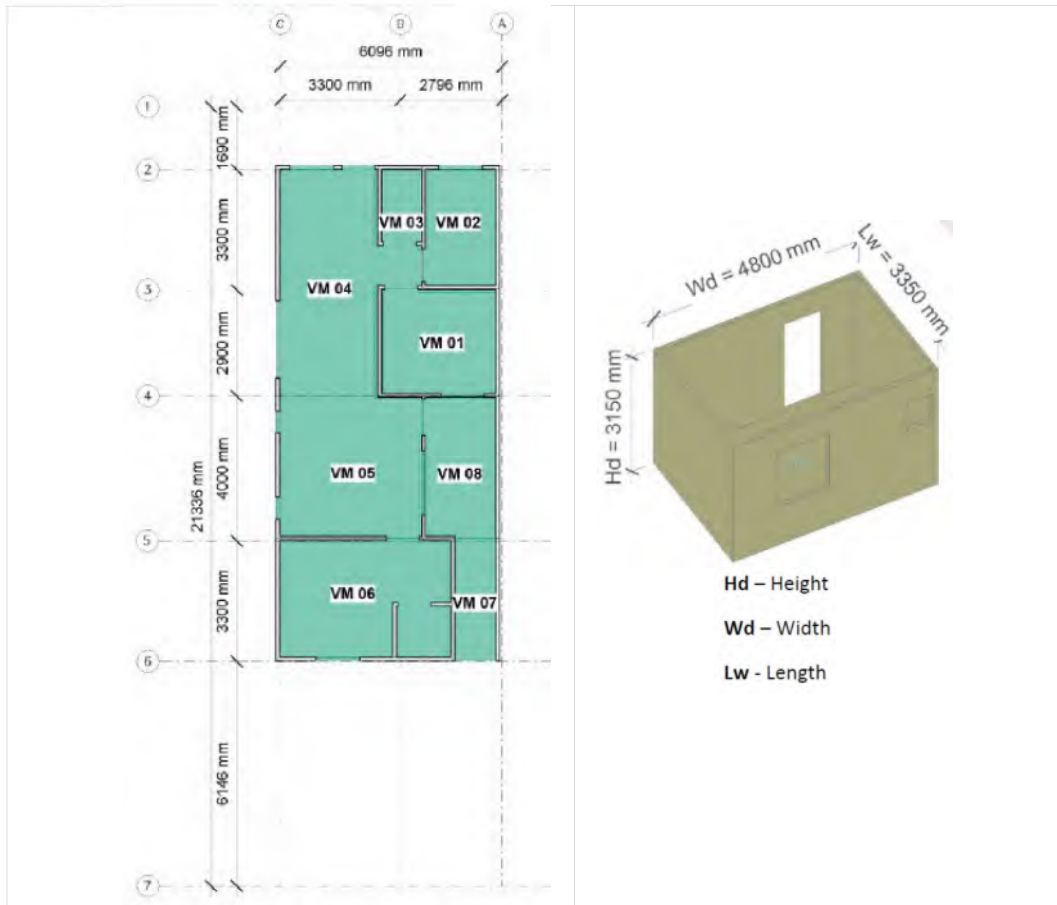 C B A
6096 mm
3300 mm 2796 mm
1
1690 mm
2
VM 03 VM 02
3300 mm
VM 04
3
2900 mm
VM 01
4
21336 mm
4000 mm
VM 05 VM 08
5
3300 mm
VM 06
VM 07
6
6146 mm
7
Wd = 4800 mm
Lw = 3350 mm
Hd = 3150 mm
Hd – Height
Wd – Width
Lw - Length